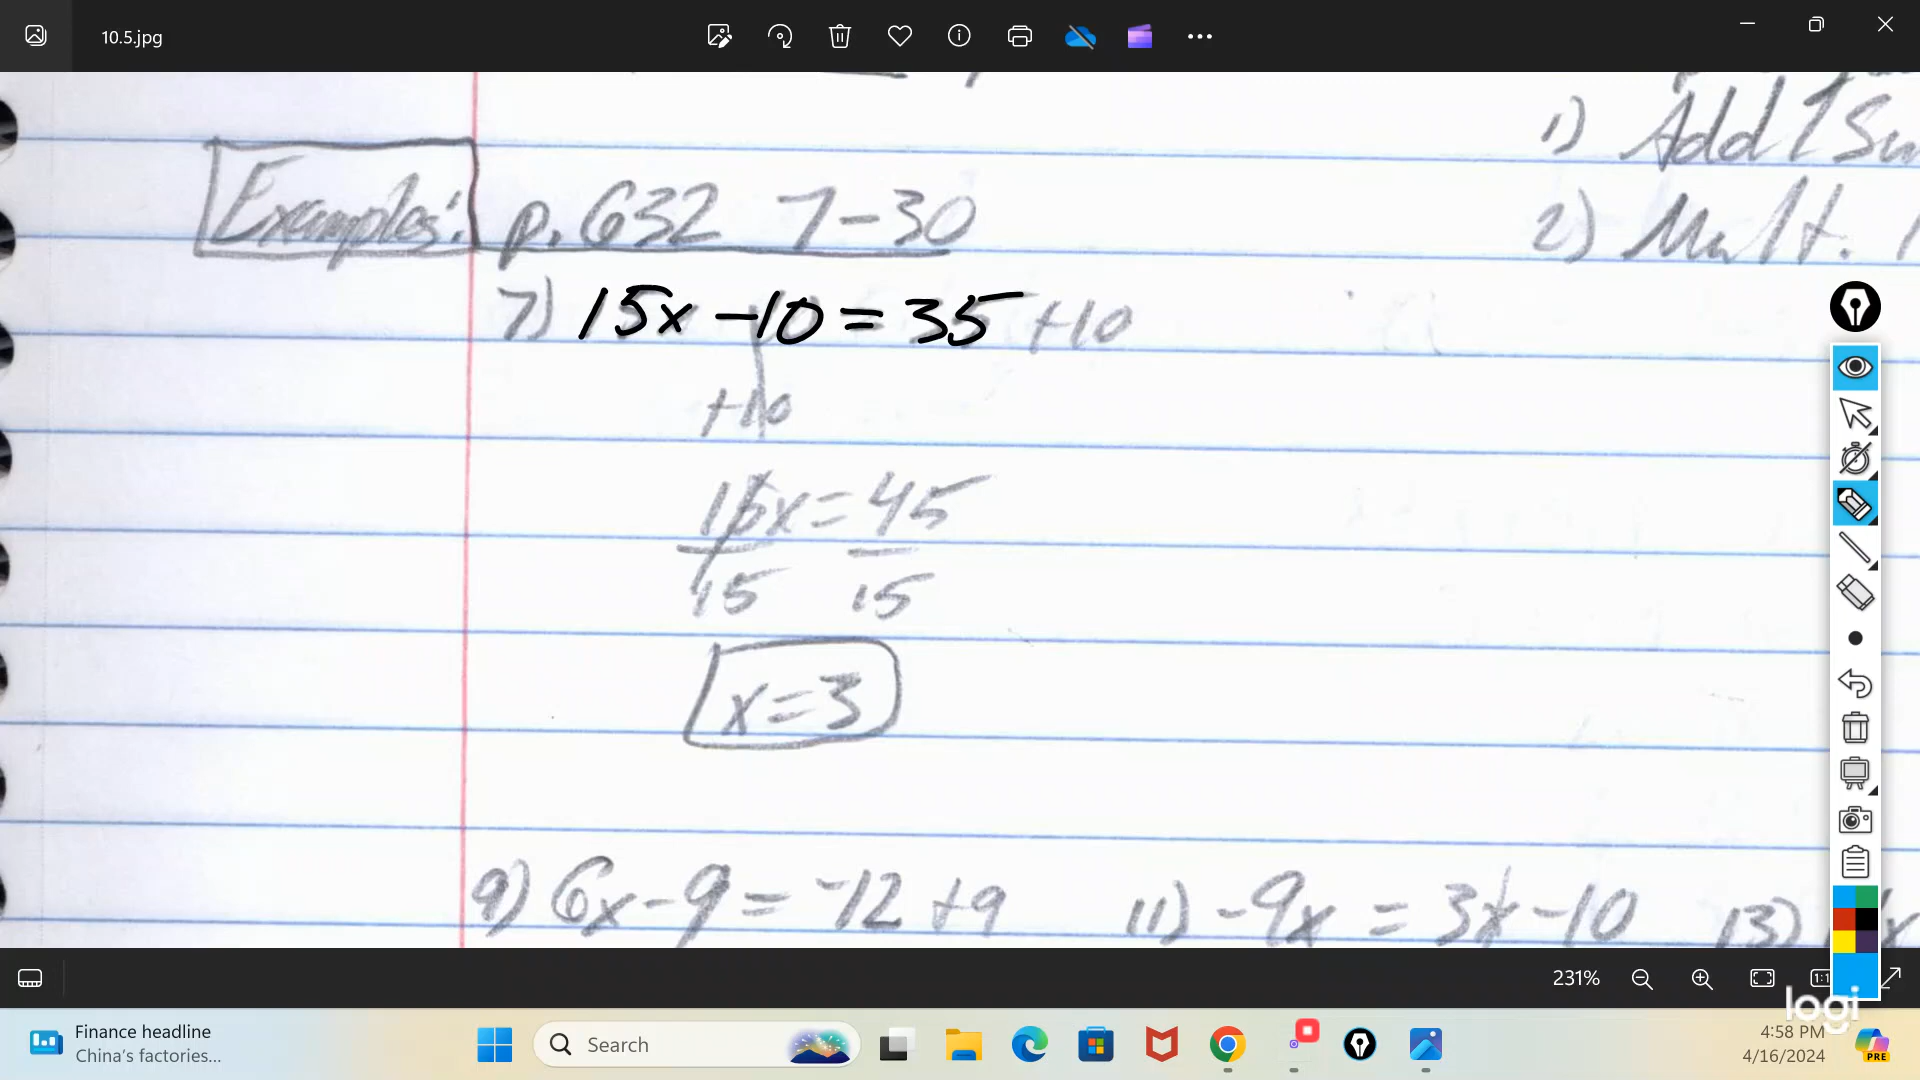 10.5.jpg
1) Add
Examples: p.632 7-30
2) Mult.
7) 15x -10 = 35 +10
+10
15x = 45
15 15
x=3
9) 6x-9 = -12 +9 11) -9x = 3x -10 13)
231%
1:1
logi
Finance headline
China's factories...
Search
4:58 PM
4/16/2024
PRE